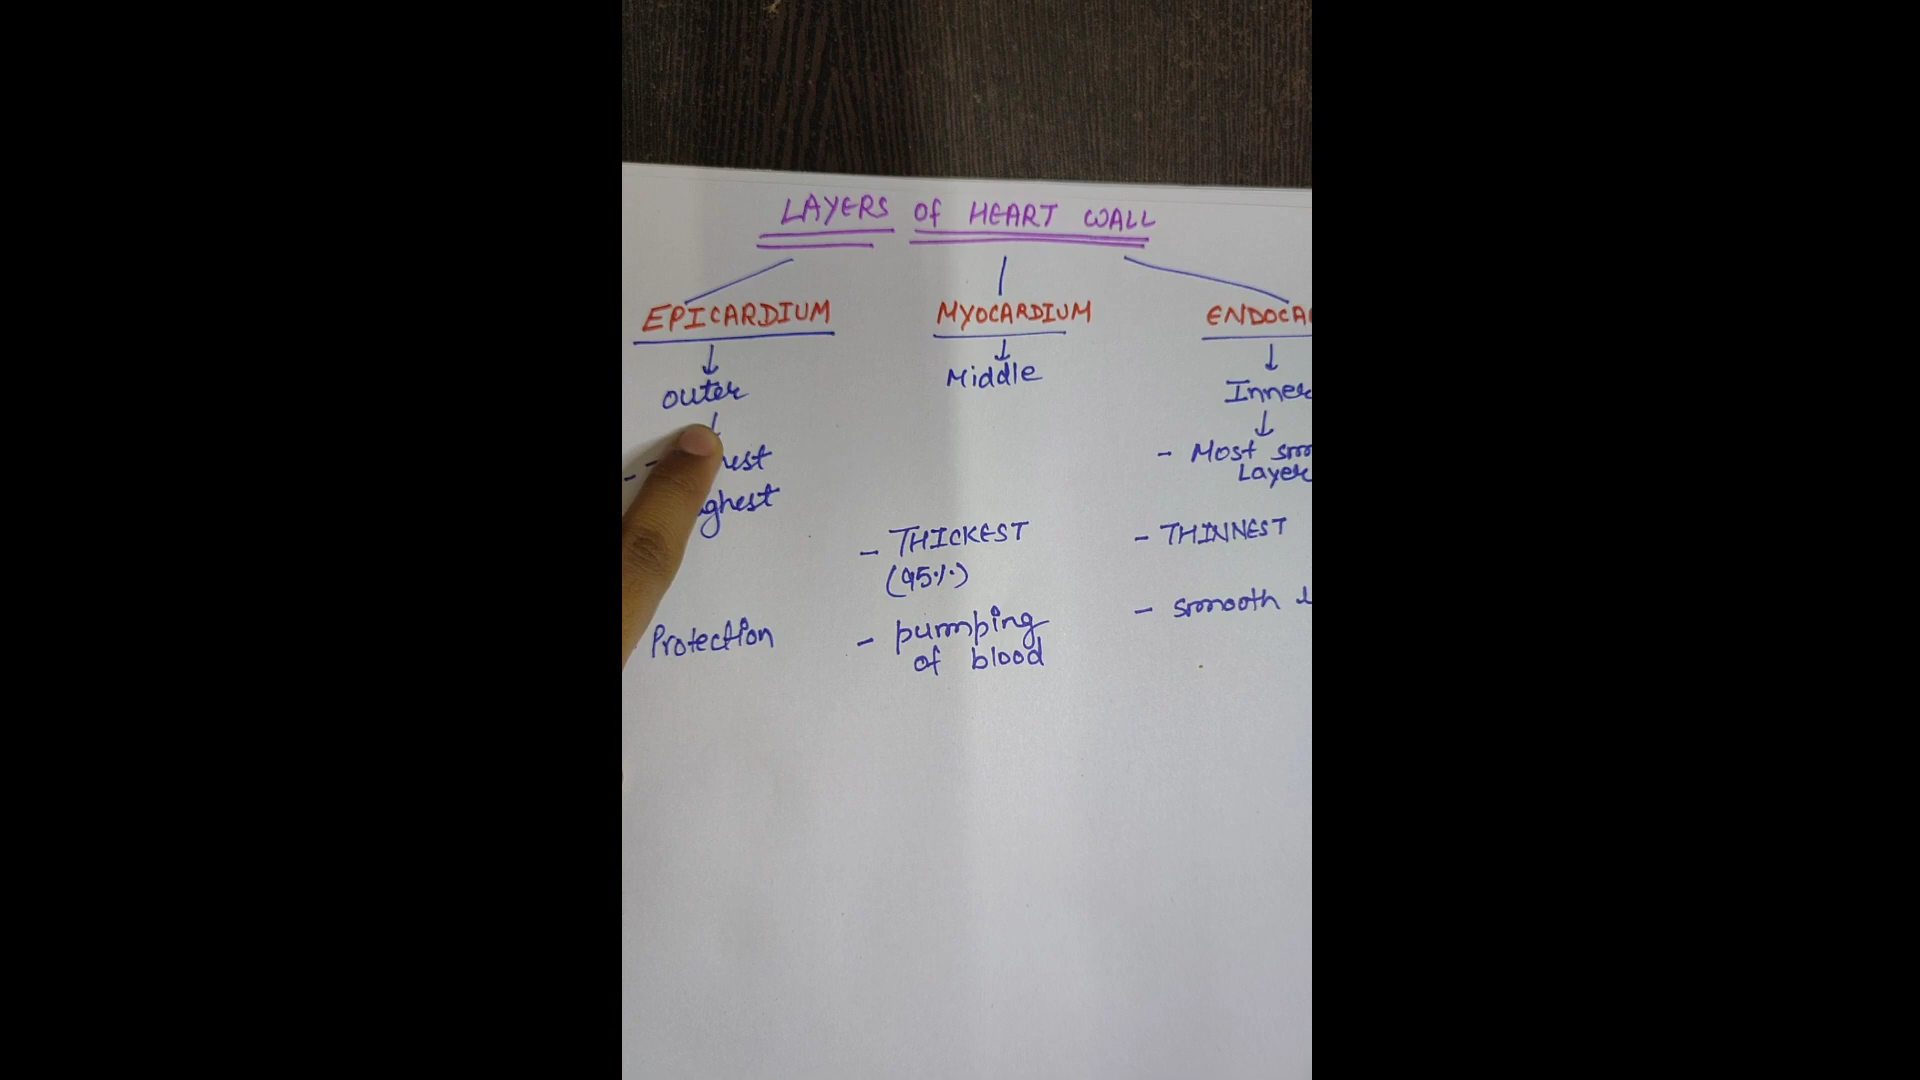 LAYERS of HEART WALL
EPICARDIUM MYOCARDIUM
outer Middle Inner
- Most
Layer
- THICKEST - THINNEST
(95%)
- smooth
Protection - pumping
of blood